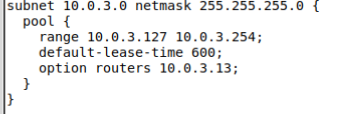 subnet 10.0.3.0 netmask 255.255.255.0 {
  pool {
    range 10.0.3.127 10.0.3.254;
    default-lease-time 600;
    option routers 10.0.3.13;
  }
}